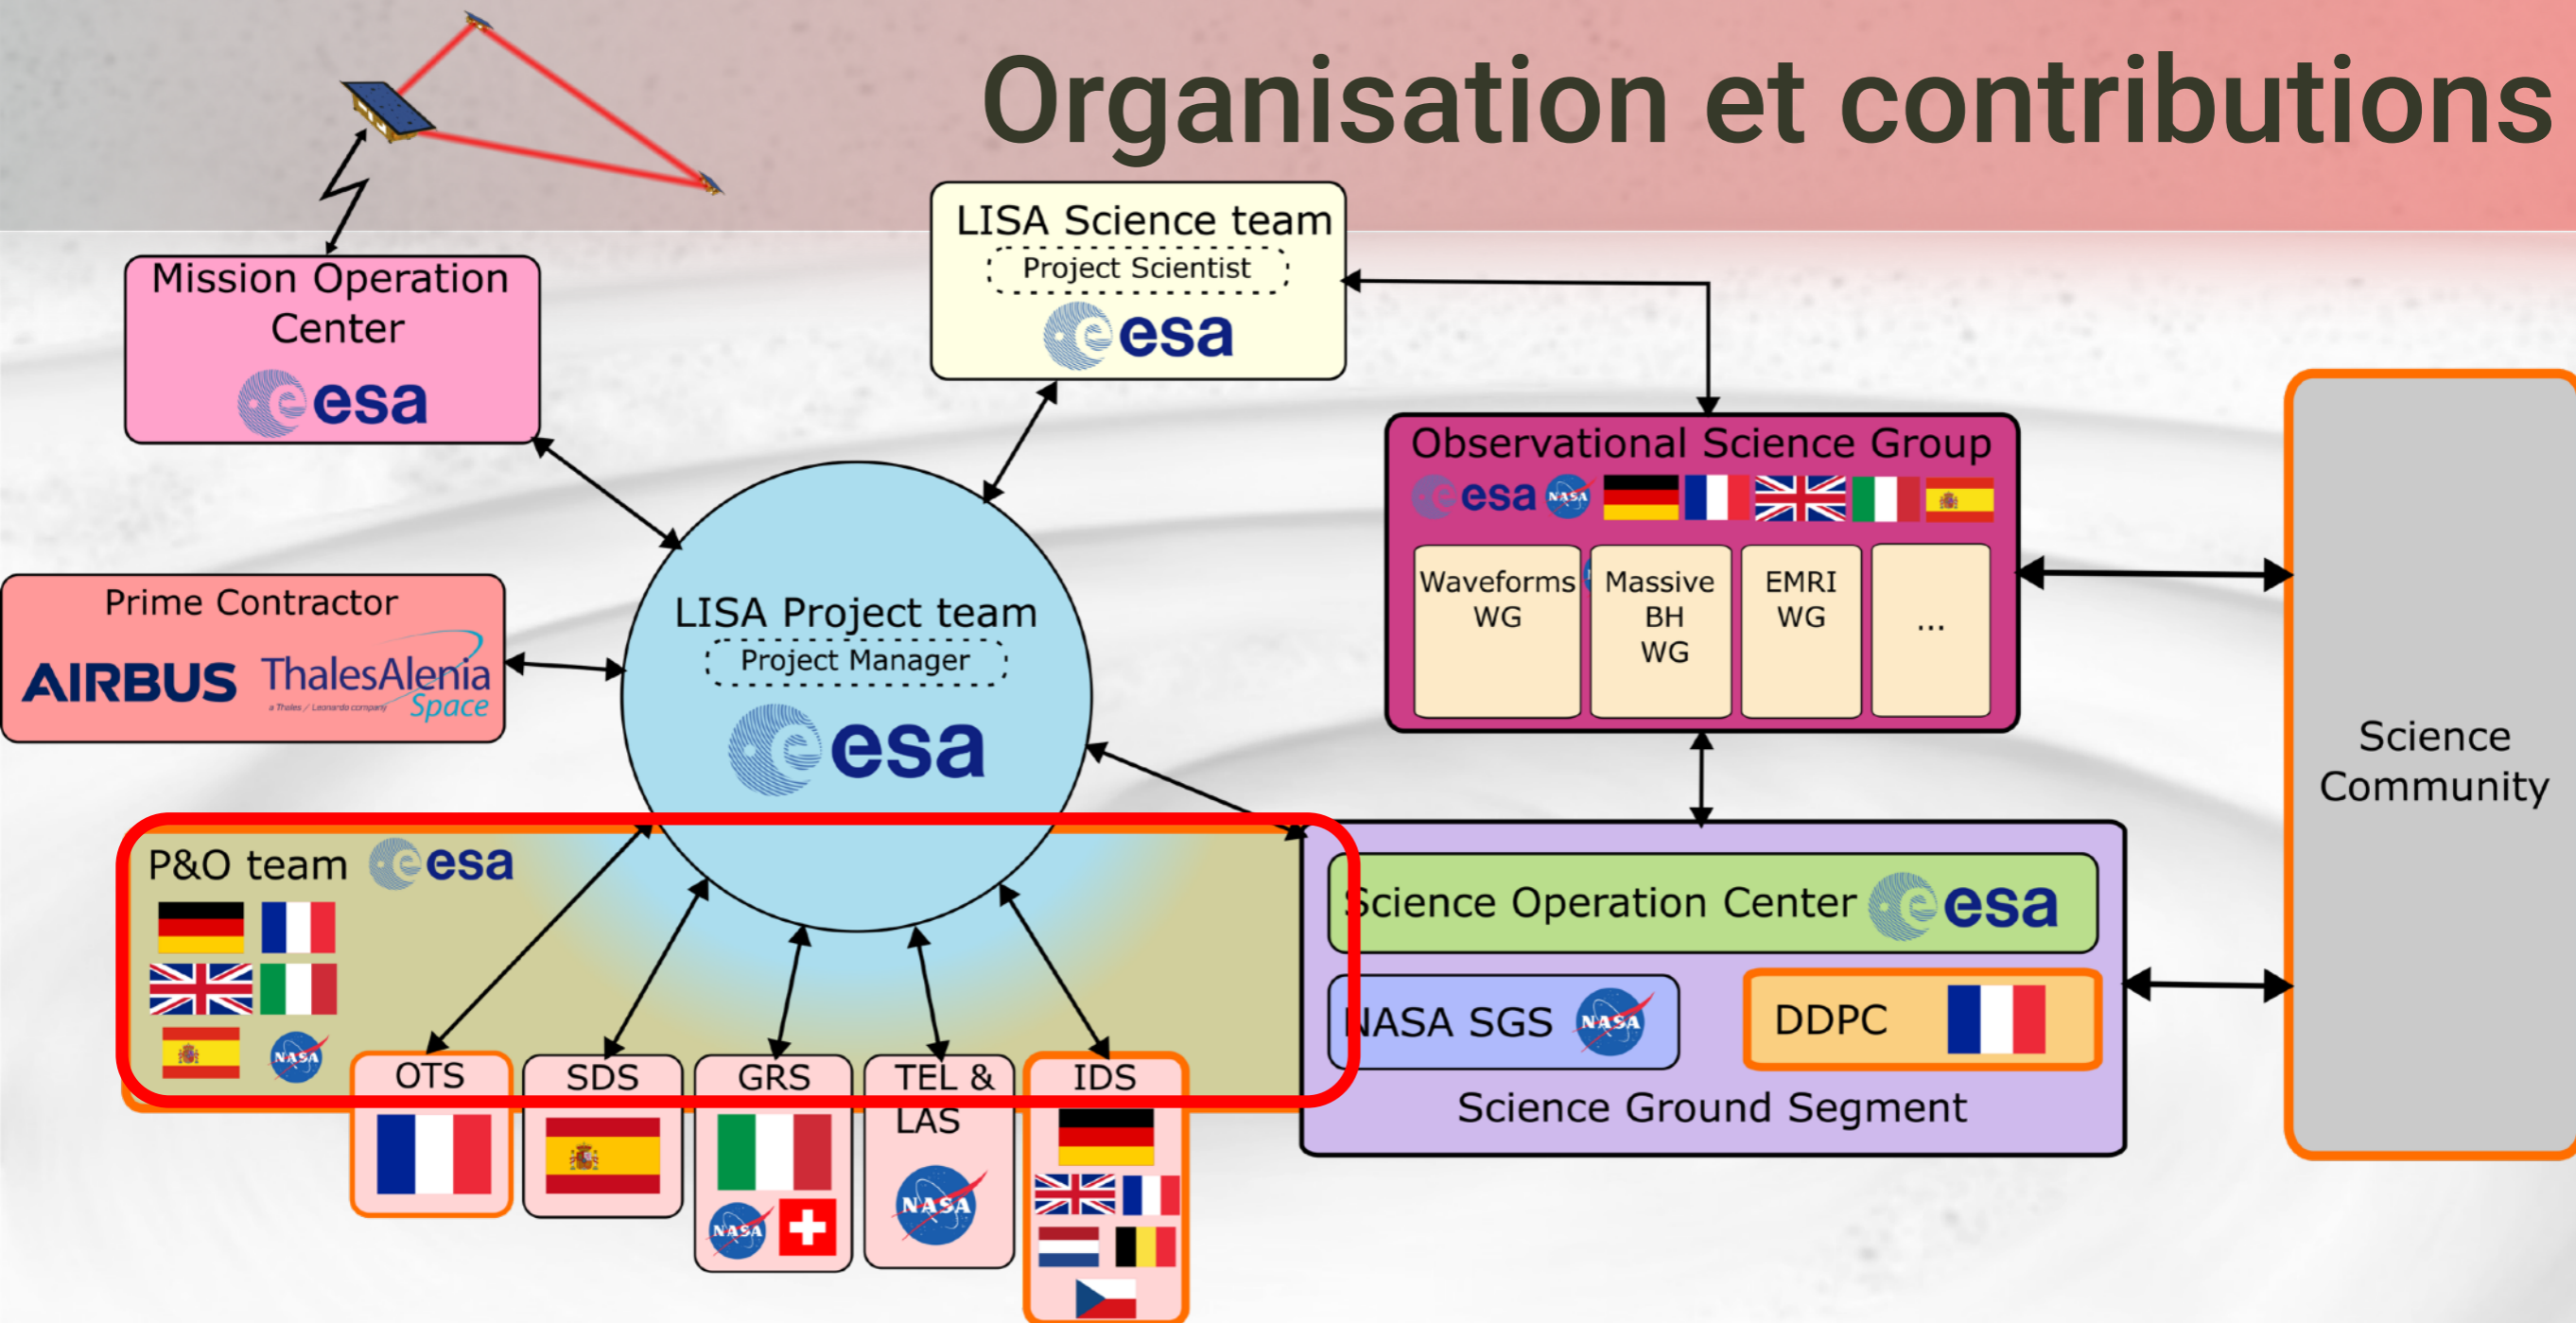 Organisation et contributions
LISA Science team
Project Scientist
esa
Mission Operation
Center
esa
Observational Science Group
esa NASA
Waveforms
WG
Massive
BH
WG
EMRI
WG
...
Prime Contractor
AIRBUS
ThalesAlenia
a Thales / Leonardo company
Space
LISA Project team
Project Manager
esa
Science
Community
P&O team esa
NASA
Science Operation Center esa
NASA SGS NASA
DDPC
Science Ground Segment
OTS
SDS
GRS
NASA
TEL &
LAS
NASA
IDS